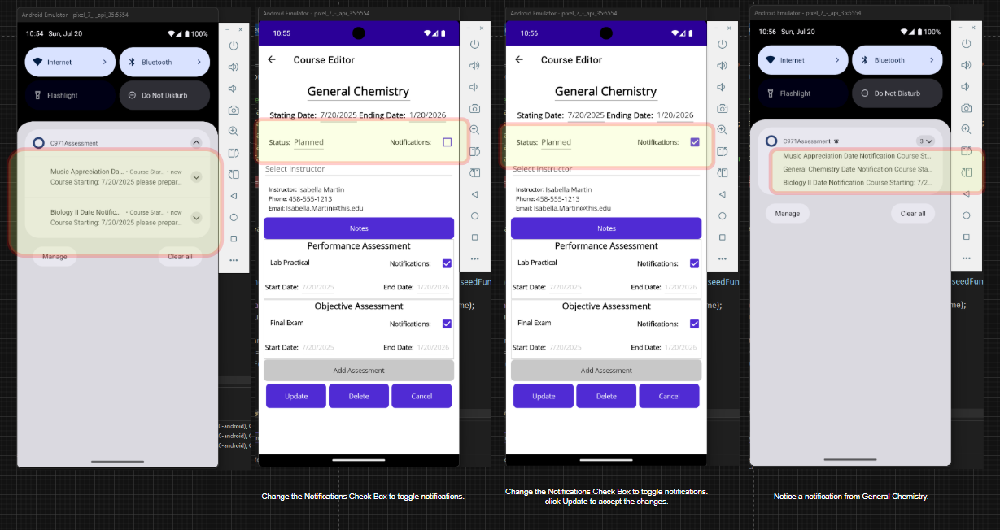 Android Emulator - pixel_7_-_api_35:5554
10:54 Sun, Jul 20
100%
Internet
Bluetooth
Flashlight
Do Not Disturb
C971Assessment
Music Appreciation Da... • Course Star... • now
Course Starting: 7/20/2025 please prepar...
Biology II Date Notific... • Course Star... • now
Course Starting: 7/20/2025 please prepar...
Manage
Clear all
0-android), (
0-android), (
0-android), (
Android Emulator - pixel_7_-_api_35:5554
10:55
Course Editor
General Chemistry
Stating Date: 7/20/2025 Ending Date: 1/20/2026
Status: Planned
Notifications:
Select Instructor
Instructor: Isabella Martin
Phone: 458-555-1213
Email: Isabella.Martin@this.edu
Notes
Performance Assessment
Lab Practical
Notifications:
Start Date: 7/20/2025
End Date: 1/20/2026
Objective Assessment
Final Exam
Notifications:
Start Date: 7/20/2025
End Date: 1/20/2026
Add Assessment
Update
Delete
Cancel
seedFun
me);
Change the Notifications Check Box to toggle notifications.
Android Emulator - pixel_7_-_api_35:5554
10:56
Course Editor
General Chemistry
Stating Date: 7/20/2025 Ending Date: 1/20/2026
Status: Planned
Notifications:
Select Instructor
Instructor: Isabella Martin
Phone: 458-555-1213
Email: Isabella.Martin@this.edu
Notes
Performance Assessment
Lab Practical
Notifications:
Start Date: 7/20/2025
End Date: 1/20/2026
Objective Assessment
Final Exam
Notifications:
Start Date: 7/20/2025
End Date: 1/20/2026
Add Assessment
Update
Delete
Cancel
seedFun
me);
Change the Notifications Check Box to toggle notifications.
click Update to accept the changes.
Android Emulator - pixel_7_-_api_35:5554
10:56 Sun, Jul 20
100%
Internet
Bluetooth
Flashlight
Do Not Disturb
C971Assessment
3
Music Appreciation Date Notification Course St...
General Chemistry Date Notification Course Sta...
Biology II Date Notification Course Starting: 7/2...
Manage
Clear all
seedFun
me);
Notice a notification from General Chemistry.